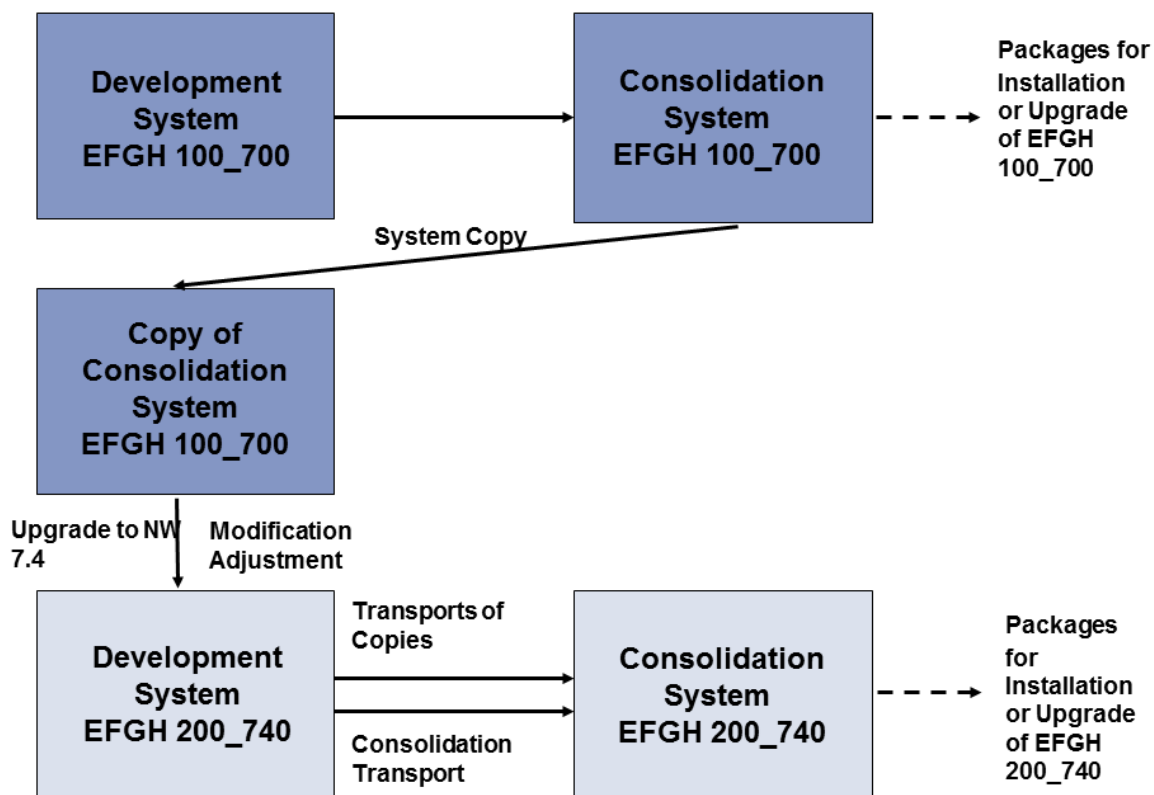 Development
System
EFGH 100_700
Consolidation
System
EFGH 100_700
Packages for
Installation
or Upgrade
of EFGH
100_700
System Copy
Copy of
Consolidation
System
EFGH 100_700
Upgrade to NW
7.4
Modification
Adjustment
Development
System
EFGH 200_740
Transports of
Copies
Consolidation
Transport
Consolidation
System
EFGH 200_740
Packages
for
Installation
or Upgrade
of EFGH
200_740